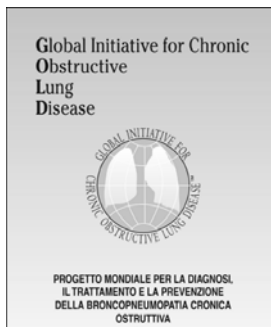 Global Initiative for Chronic
Obstructive
Lung
Disease
GLOBAL INITIATIVE FOR
CHRONIC OBSTRUCTIVE LUNG DISEASE
PROGETTO MONDIALE PER LA DIAGNOSI,
IL TRATTAMENTO E LA PREVENZIONE
DELLA BRONCOPNEUMOPATIA CRONICA
OSTRUTTIVA